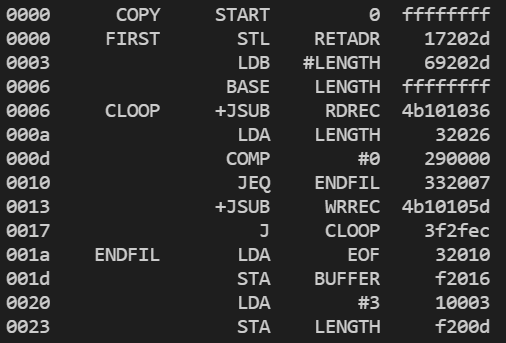 0000 COPY START 0 ffffffff
0000 FIRST STL RETADR 17202d
0003 LDB #LENGTH 69202d
0006 BASE LENGTH ffffffff
0006 CLOOP +JSUB RDREC 4b101036
000a LDA LENGTH 32026
000d COMP #0 290000
0010 JEQ ENDFIL 332007
0013 +JSUB WRREC 4b10105d
0017 J CLOOP 3f2fec
001a ENDFIL LDA EOF 32010
001d STA BUFFER f2016
0020 LDA #3 10003
0023 STA LENGTH f200d